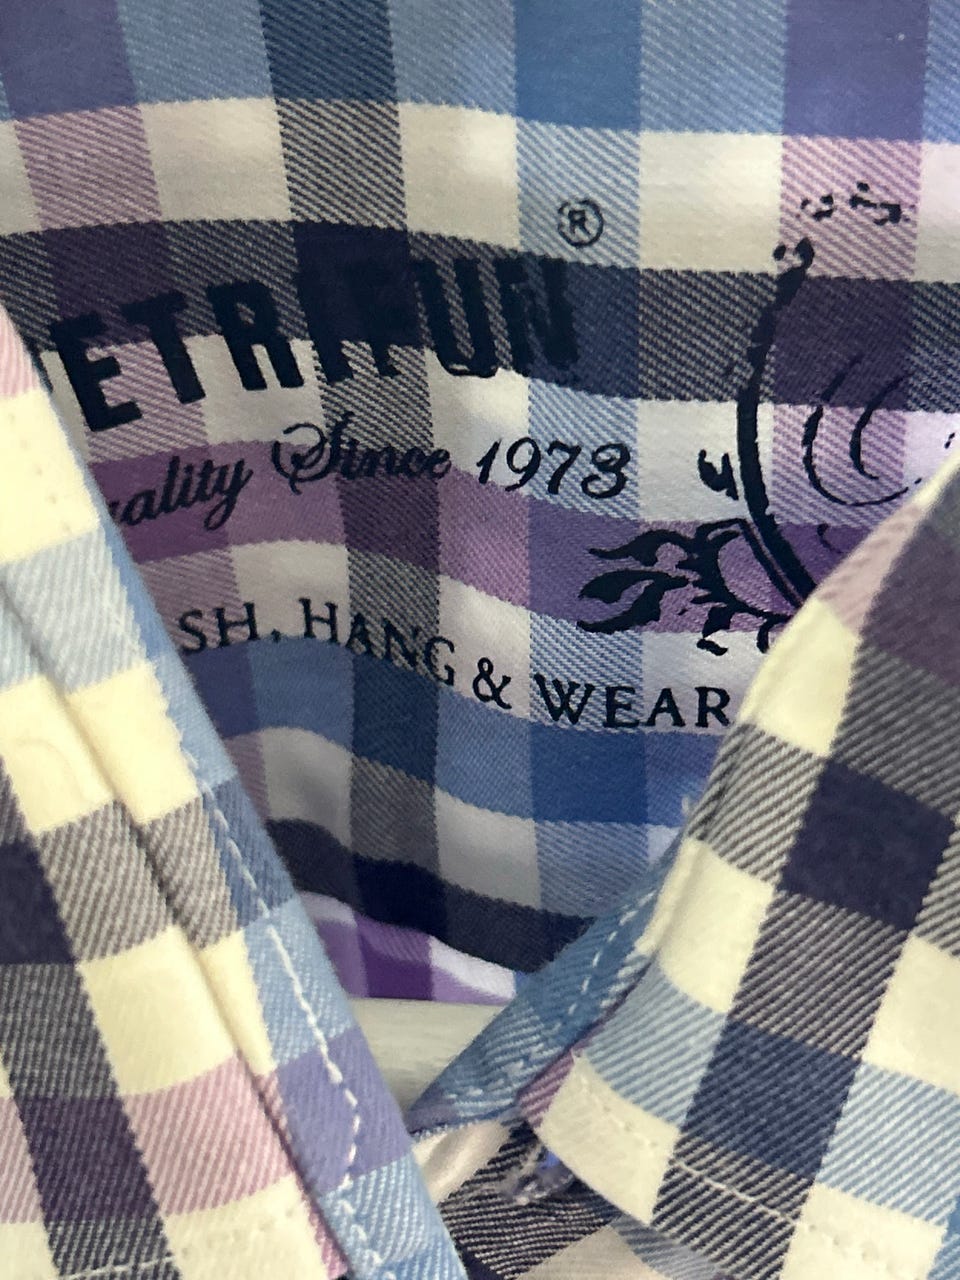 ETRIFUN®
uality Since 1973
SH, HANG & WEAR